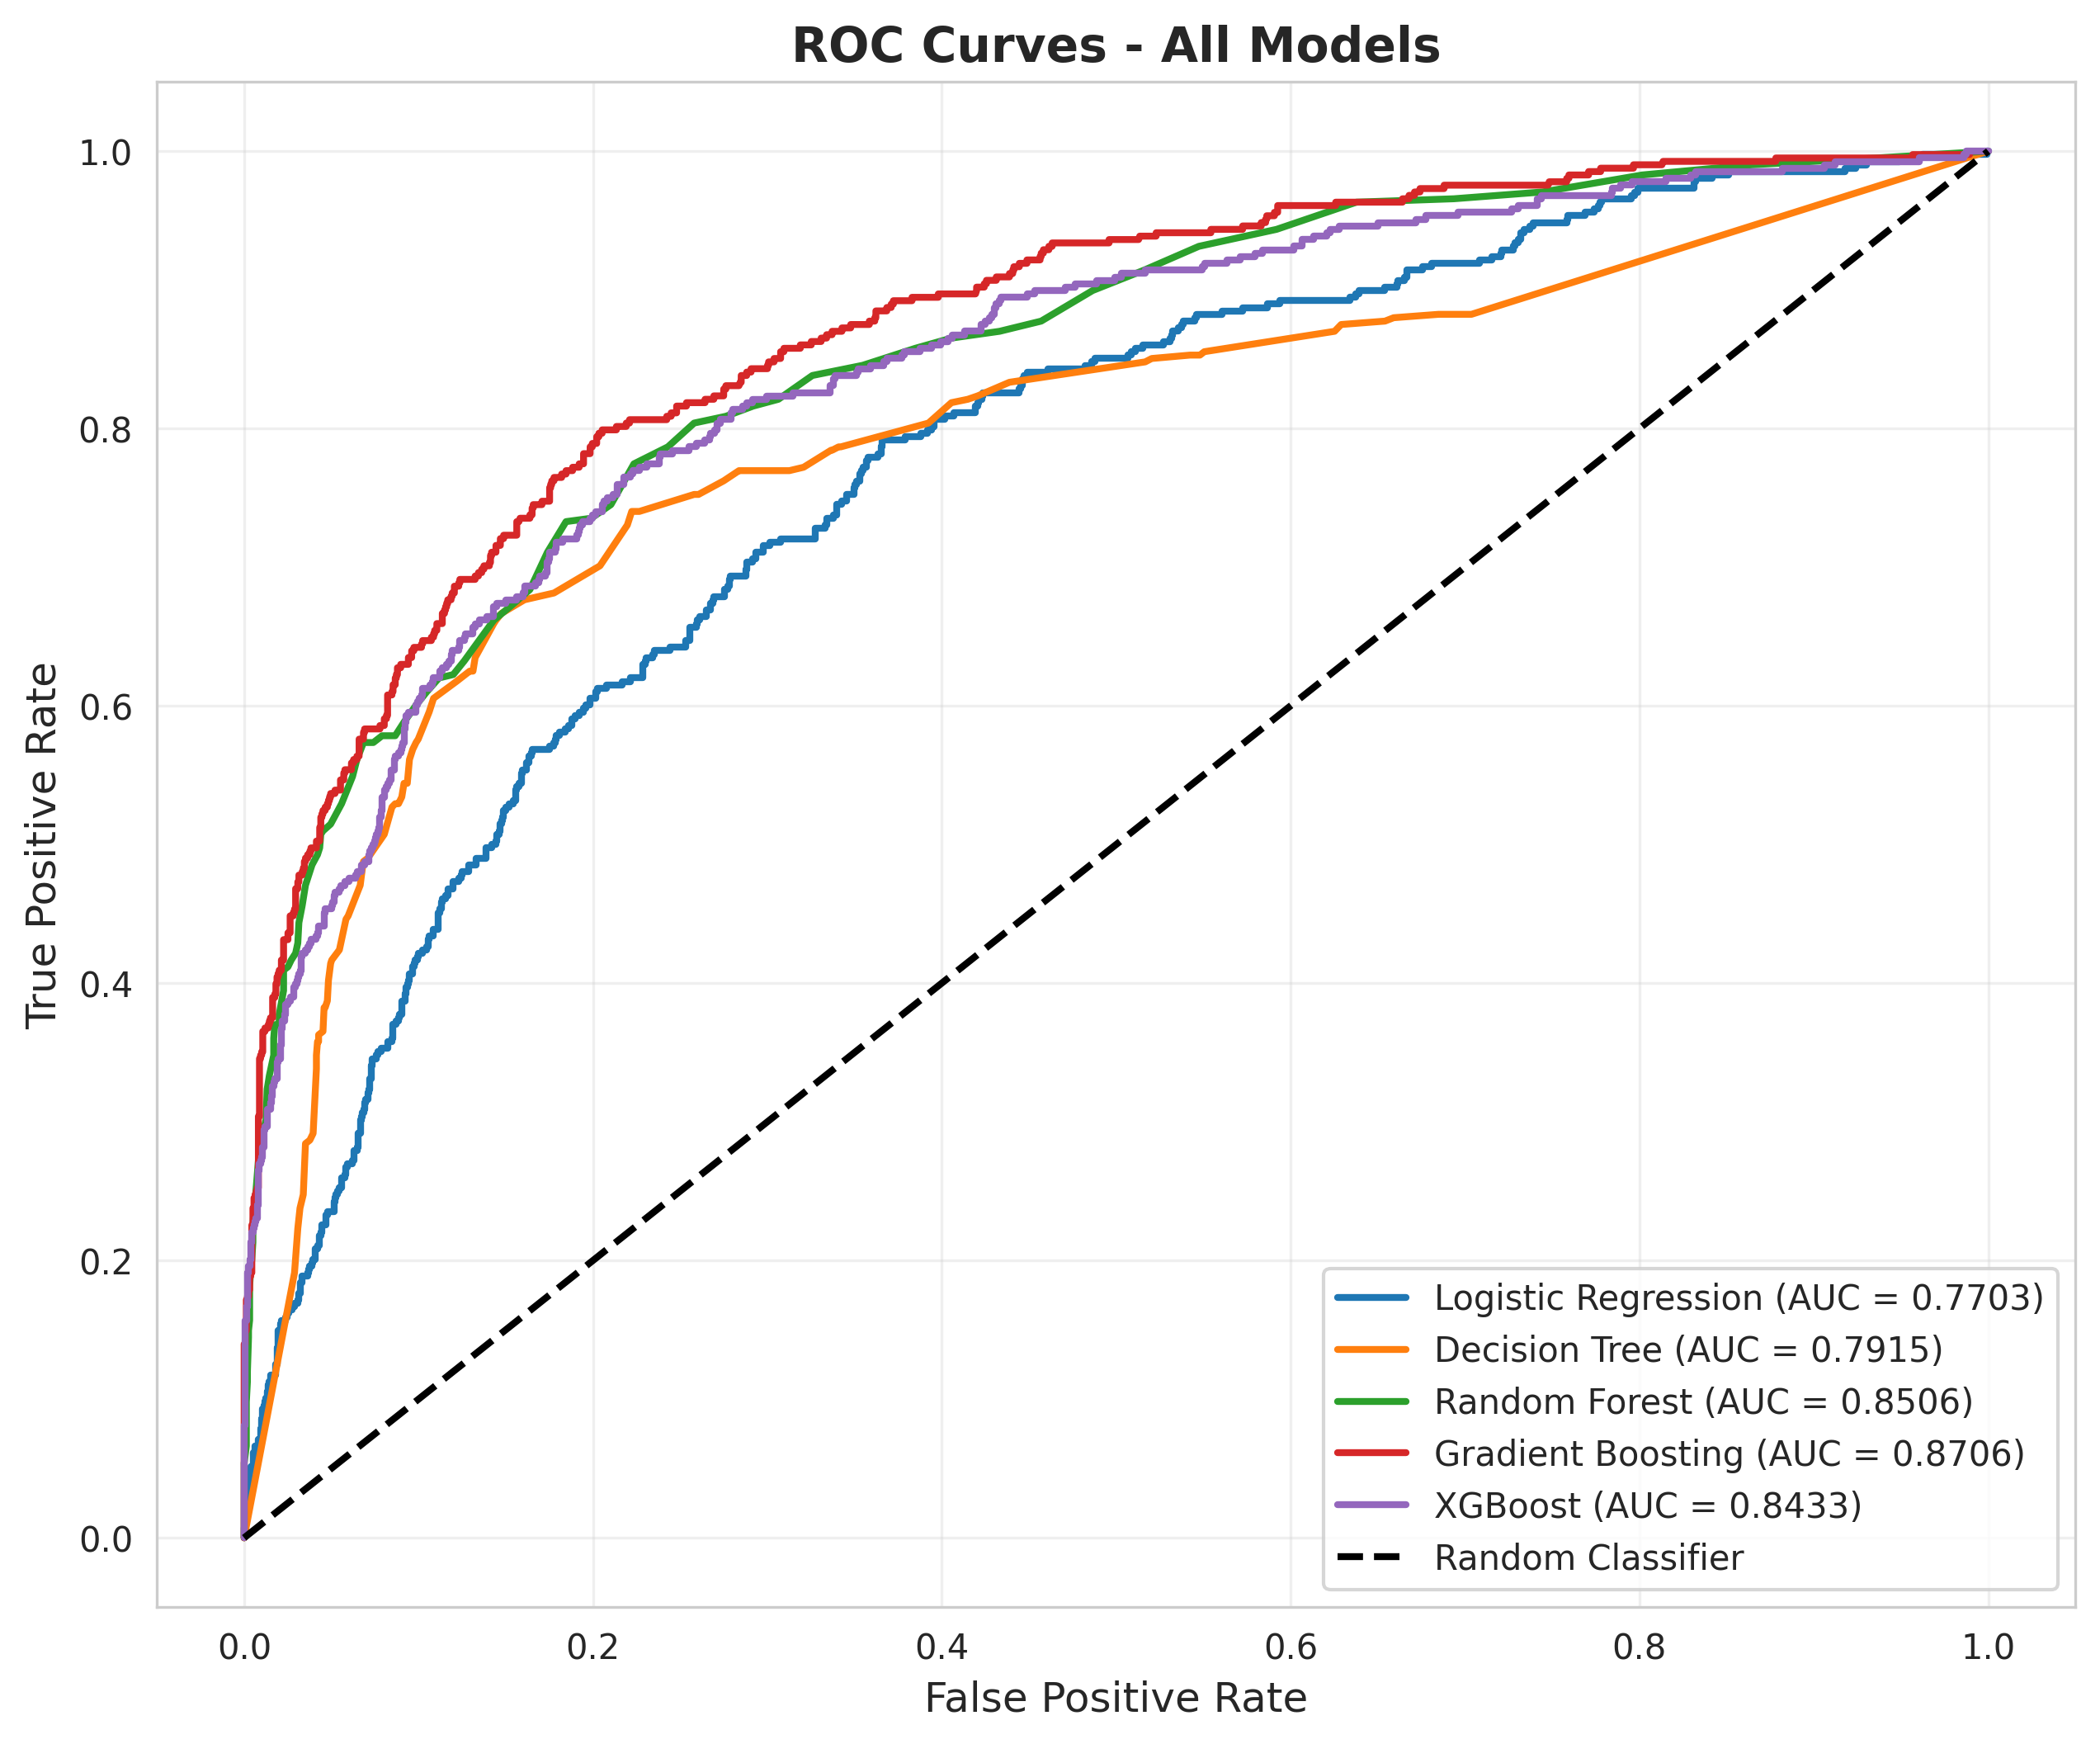 ROC Curves - All Models
True Positive Rate
1.0
0.8
0.6
0.4
0.2
0.0
Logistic Regression (AUC = 0.7703)
Decision Tree (AUC = 0.7915)
Random Forest (AUC = 0.8506)
Gradient Boosting (AUC = 0.8706)
XGBoost (AUC = 0.8433)
Random Classifier
0.0 0.2 0.4 0.6 0.8 1.0
False Positive Rate